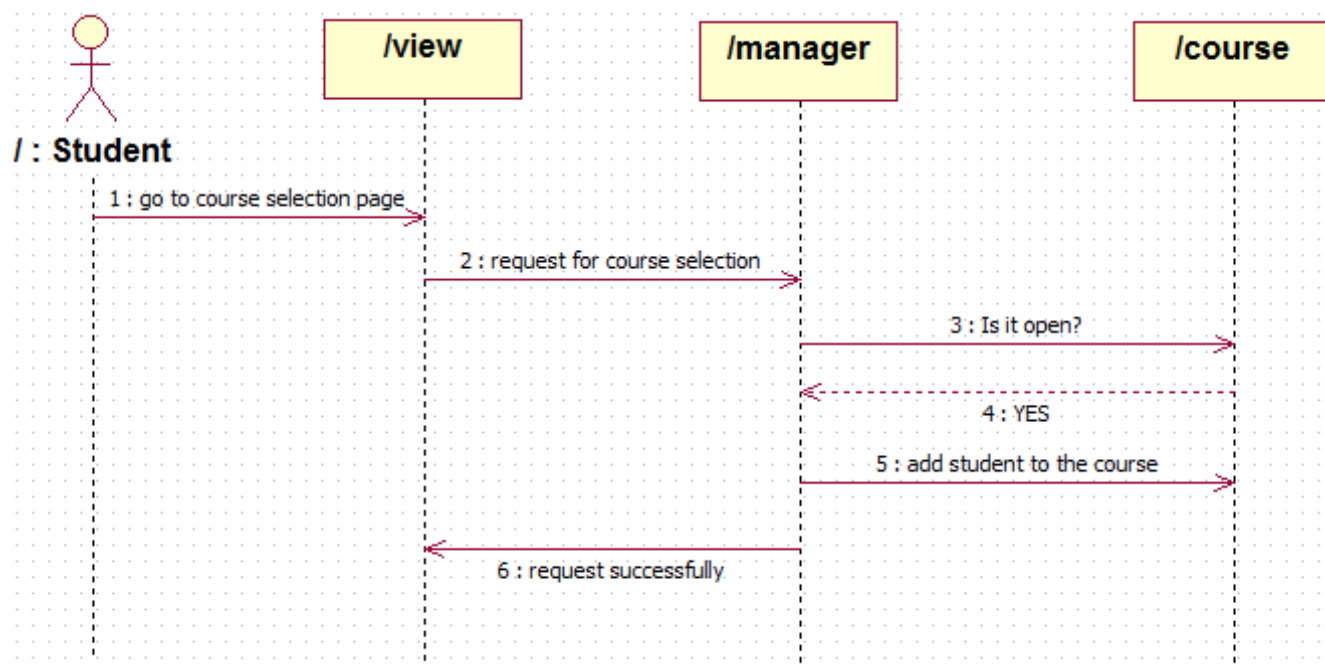 /view
/manager
/course
/ : Student
1 : go to course selection page
2 : request for course selection
3 : Is it open?
4 : YES
5 : add student to the course
6 : request successfully